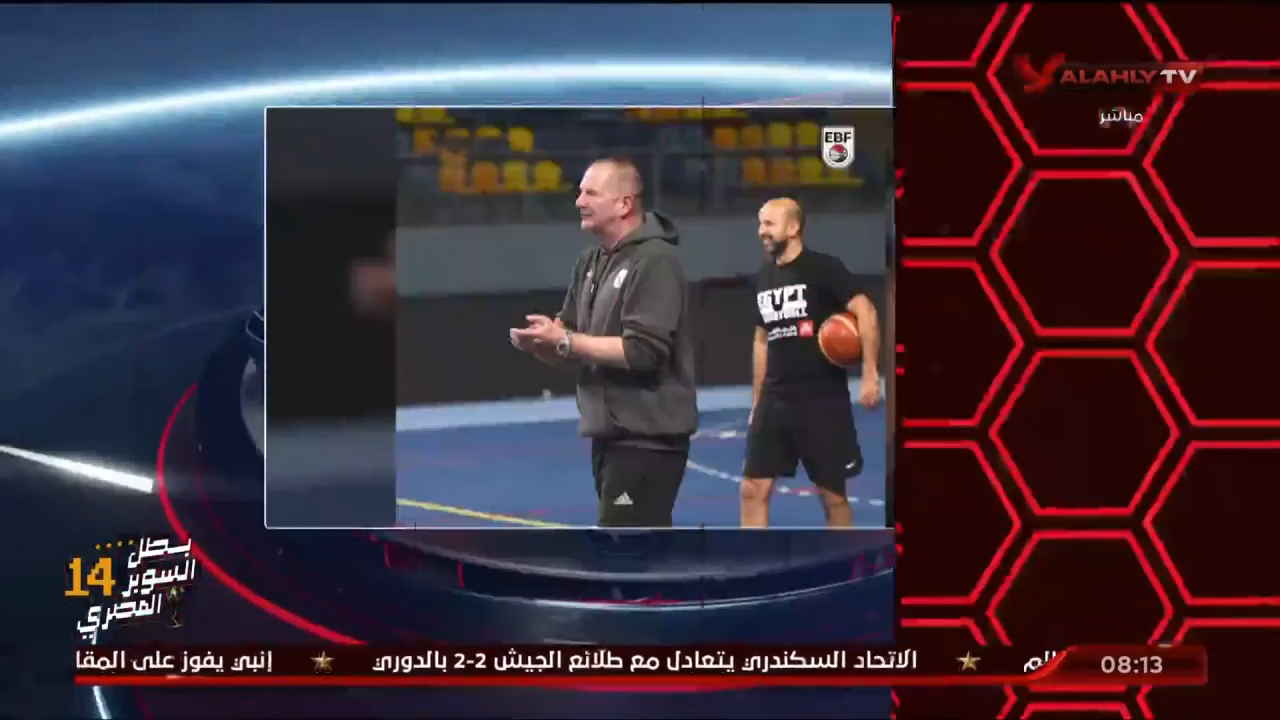 ALAHLY TV
مباشر
EBF
EGYPT
بطل
السوبر 14
المصري
الاتحاد السكندري يتعادل مع طلائع الجيش 2-2 بالدوري
إنبي يفوز على المقا
08:13